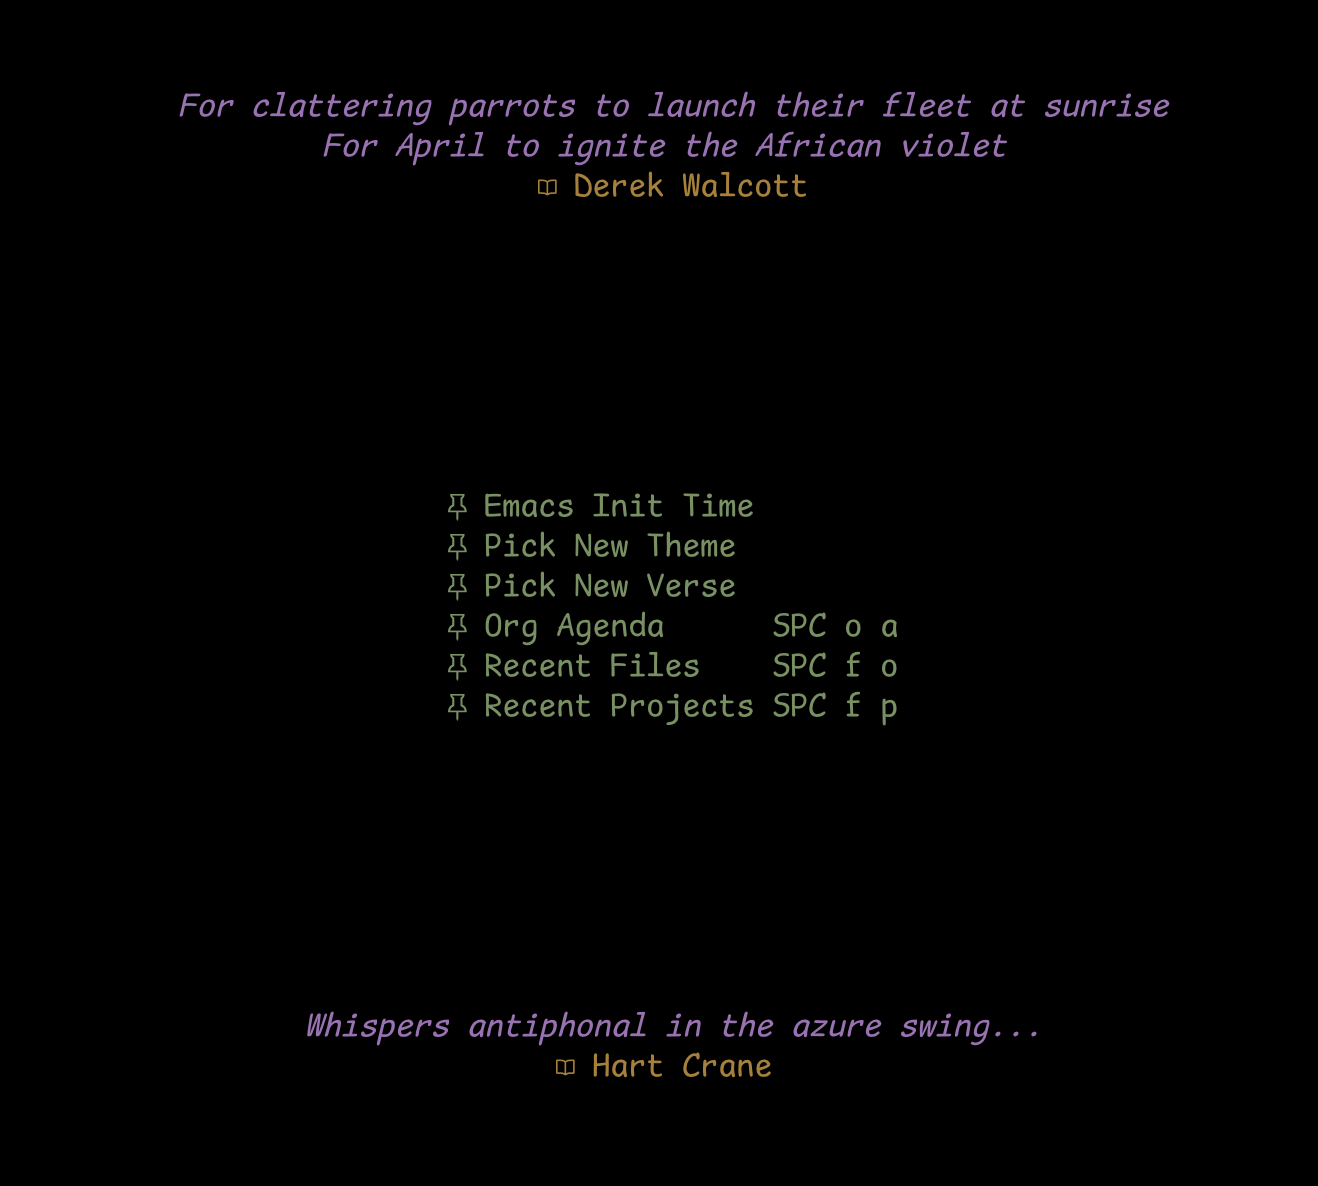 For clattering parrots to launch their fleet at sunrise
For April to ignite the African violet
Derek Walcott
Emacs Init Time
Pick New Theme
Pick New Verse
Org Agenda SPC o a
Recent Files SPC f o
Recent Projects SPC f p
Whispers antiphonal in the azure swing...
Hart Crane